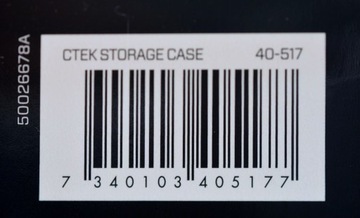 CTEK STORAGE CASE 40-517
7 340103 405177
50026678A